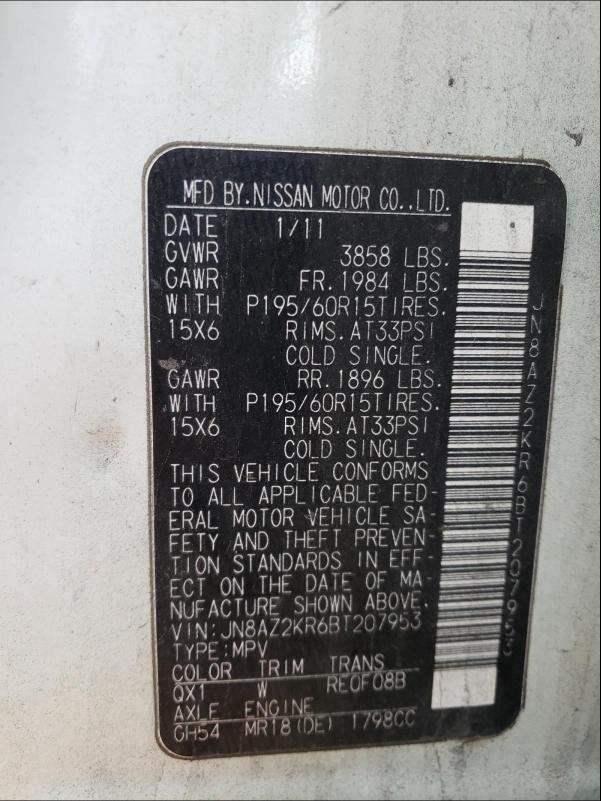 MFD BY.NISSAN MOTOR CO.,LTD.
DATE 1/11
GVWR 3858 LBS.
GAWR FR.1984 LBS.
WITH P195/60R15TIRES.
15X6 RIMS.AT33PSI
COLD SINGLE.
GAWR RR.1896 LBS.
WITH P195/60R15TIRES.
15X6 RIMS.AT33PSI
COLD SINGLE.
THIS VEHICLE CONFORMS
TO ALL APPLICABLE FED-
ERAL MOTOR VEHICLE SA-
FETY AND THEFT PREVEN-
TION STANDARDS IN EFF-
ECT ON THE DATE OF MA-
NUFACTURE SHOWN ABOVE.
VIN:JN8AZ2KR6BT207953
TYPE:MPV
COLOR TRIM TRANS
QX1 W RE0F08B
AXLE ENGINE
GH54 MR18(DE) 1798CC
JN8AZ2KR6BT207953